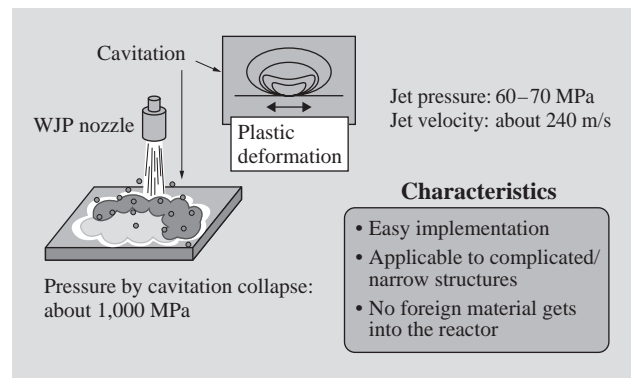 Cavitation
WJP nozzle
Plastic
deformation
Jet pressure: 60–70 MPa
Jet velocity: about 240 m/s
Pressure by cavitation collapse:
about 1,000 MPa
Characteristics
• Easy implementation
• Applicable to complicated/
narrow structures
• No foreign material gets
into the reactor